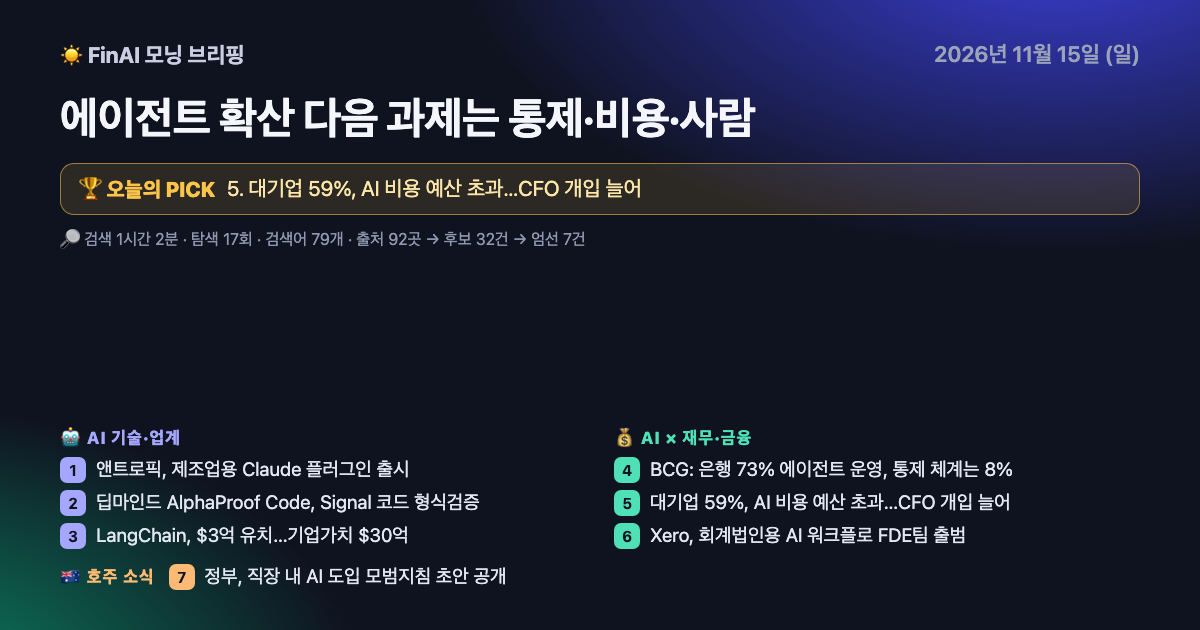 ☀️ FinAI 모닝 브리핑
2026년 11월 15일 (일)
에이전트 확산 다음 과제는 통제·비용·사람
🏆 오늘의 PICK 5. 대기업 59%, AI 비용 예산 초과…CFO 개입 늘어
🔎 검색 1시간 2분 · 탐색 17회 · 검색어 79개 · 출처 92곳 → 후보 32건 → 엄선 7건
🤖 AI 기술·업계
1 앤트로픽, 제조업용 Claude 플러그인 출시
2 딥마인드 AlphaProof Code, Signal 코드 형식검증
3 LangChain, $3억 유치…기업가치 $30억
💰 AI × 재무·금융
4 BCG: 은행 73% 에이전트 운영, 통제 체계는 8%
5 대기업 59%, AI 비용 예산 초과…CFO 개입 늘어
6 Xero, 회계법인용 AI 워크플로 FDE팀 출범
🇦🇺 호주 소식 7 정부, 직장 내 AI 도입 모범지침 초안 공개